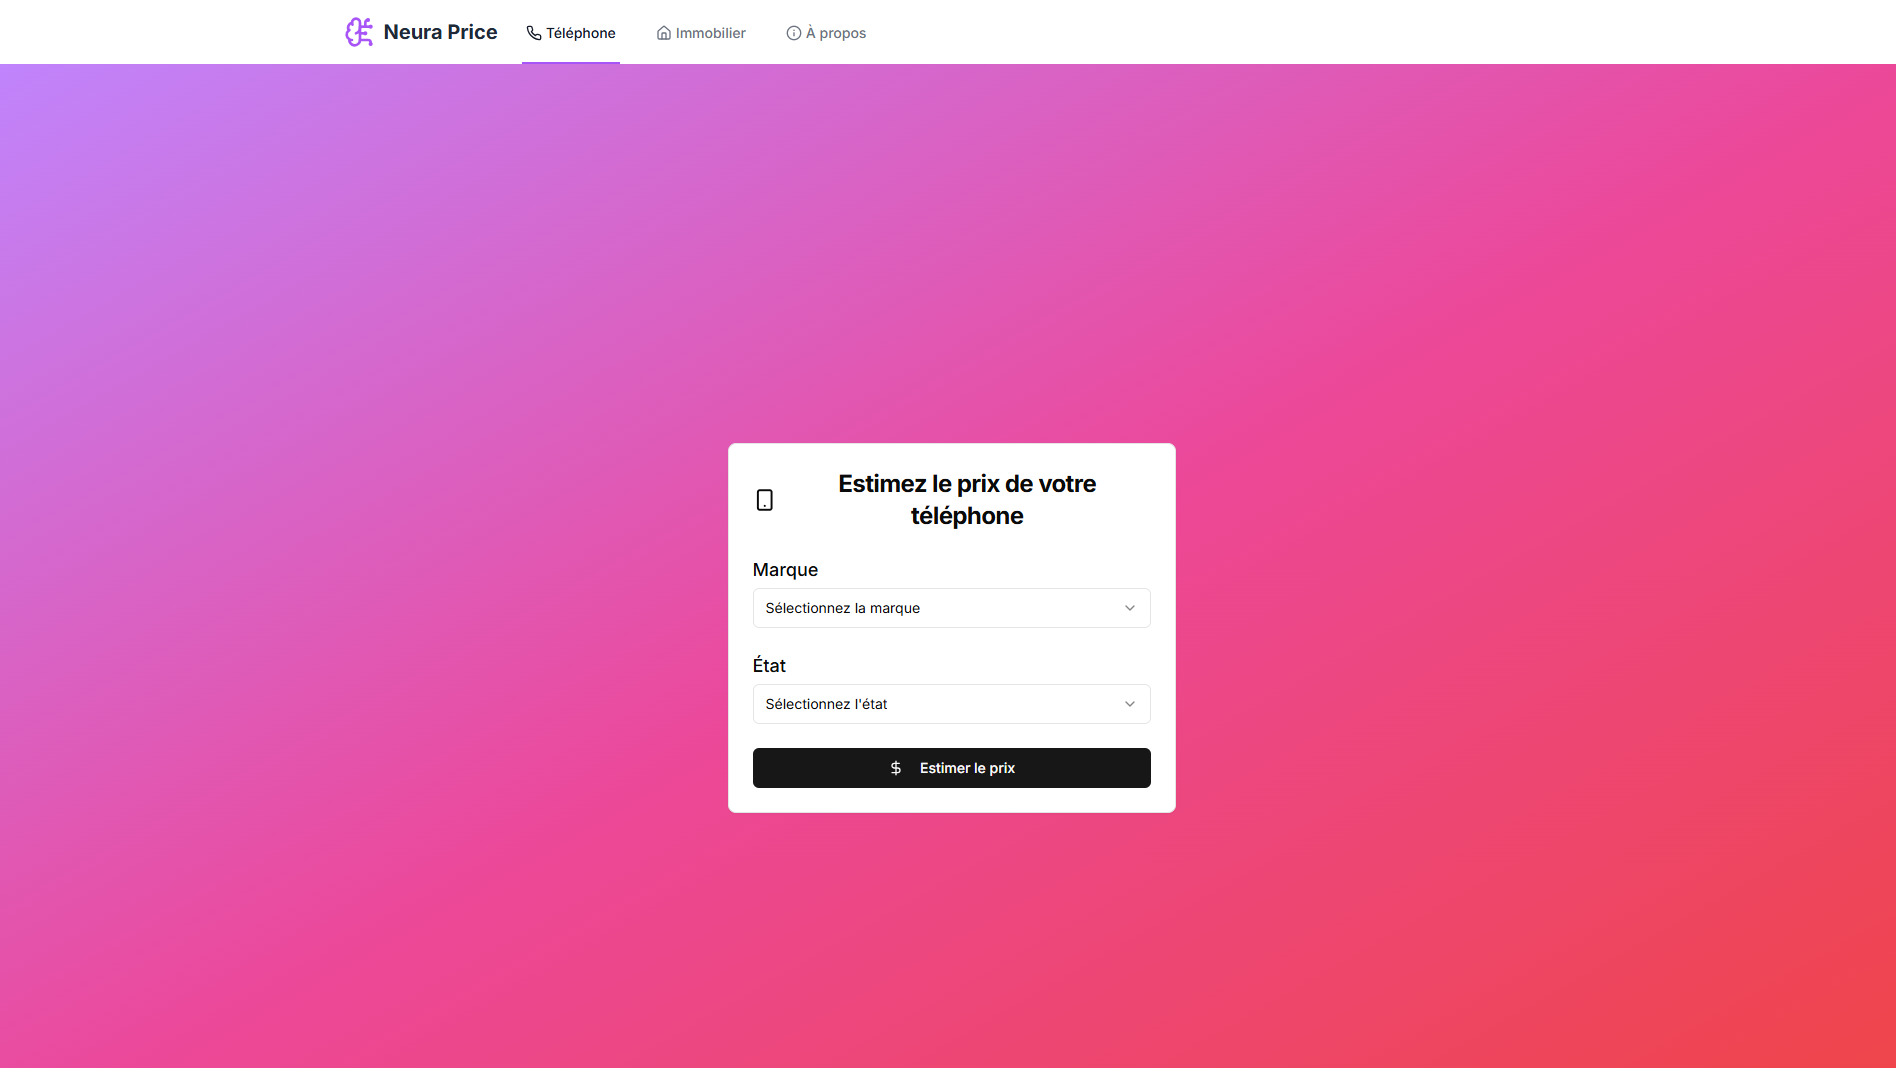 Neura Price
Téléphone
Immobilier
À propos
Estimez le prix de votre
téléphone
Marque
Sélectionnez la marque
État
Sélectionnez l'état
$ Estimer le prix